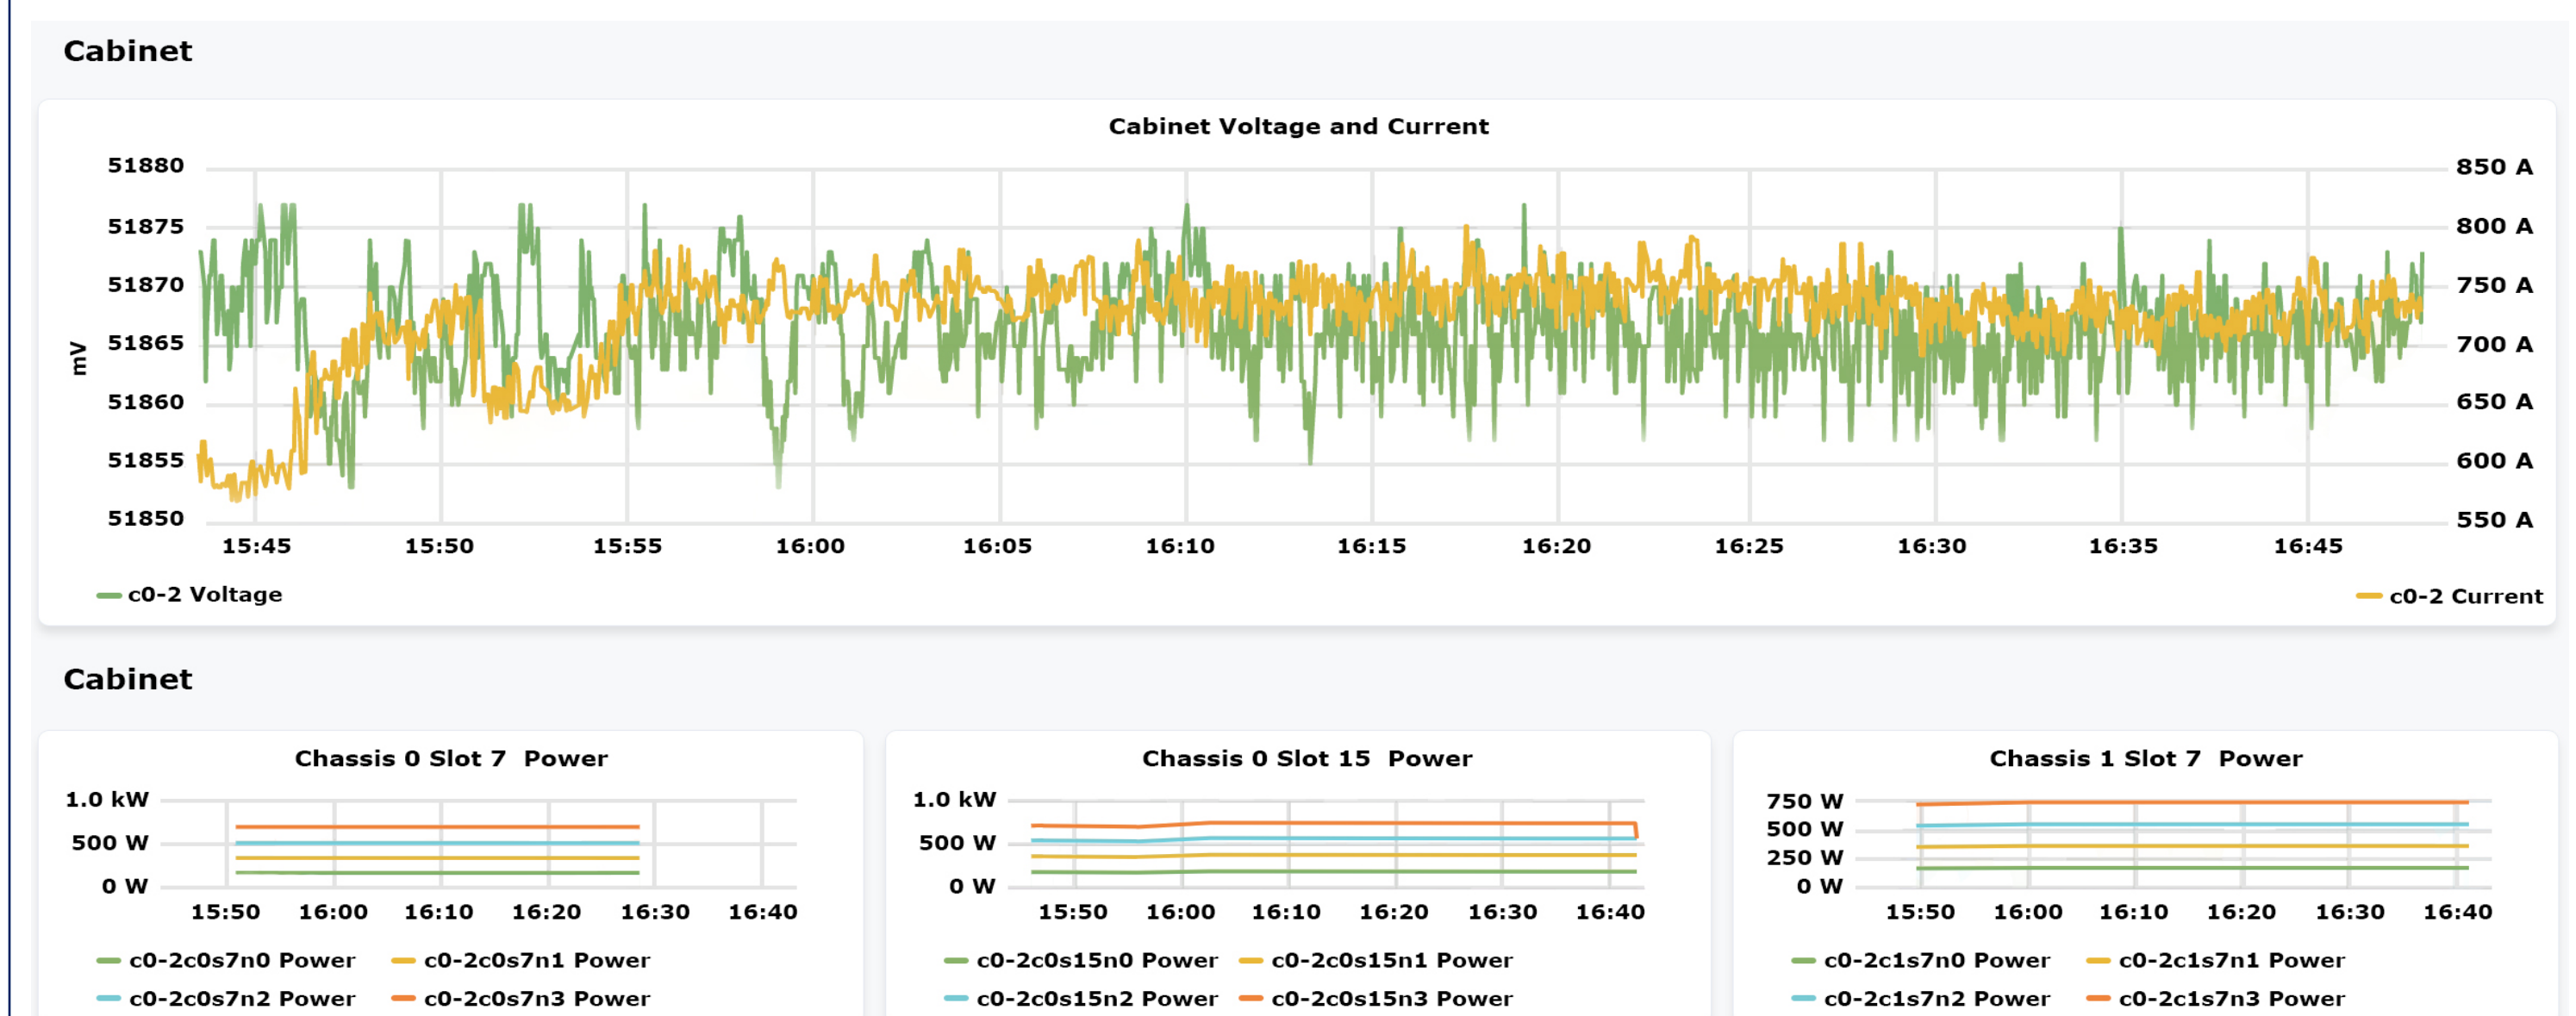 Cabinet
Cabinet Voltage and Current
51880
51875
51870
51865
51860
51855
51850
mV
850 A
800 A
750 A
700 A
650 A
600 A
550 A
15:45 15:50 15:55 16:00 16:05 16:10 16:15 16:20 16:25 16:30 16:35 16:45
c0-2 Voltage
c0-2 Current
Cabinet
Chassis 0 Slot 7 Power
1.0 kW
500 W
0 W
15:50 16:00 16:10 16:20 16:30 16:40
c0-2c0s7n0 Power c0-2c0s7n1 Power
c0-2c0s7n2 Power c0-2c0s7n3 Power
Chassis 0 Slot 15 Power
1.0 kW
500 W
0 W
15:50 16:00 16:10 16:20 16:30 16:40
c0-2c0s15n0 Power c0-2c0s15n1 Power
c0-2c0s15n2 Power c0-2c0s15n3 Power
Chassis 1 Slot 7 Power
750 W
500 W
250 W
0 W
15:50 16:00 16:10 16:20 16:30 16:40
c0-2c1s7n0 Power c0-2c1s7n1 Power
c0-2c1s7n2 Power c0-2c1s7n3 Power